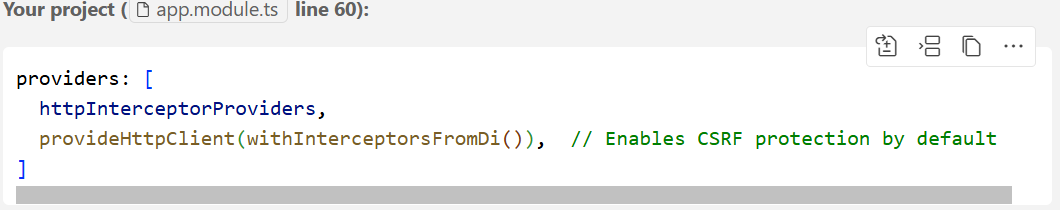 Your project ( app.module.ts line 60):
providers: [
  httpInterceptorProviders,
  provideHttpClient(withInterceptorsFromDi()),  // Enables CSRF protection by default
]